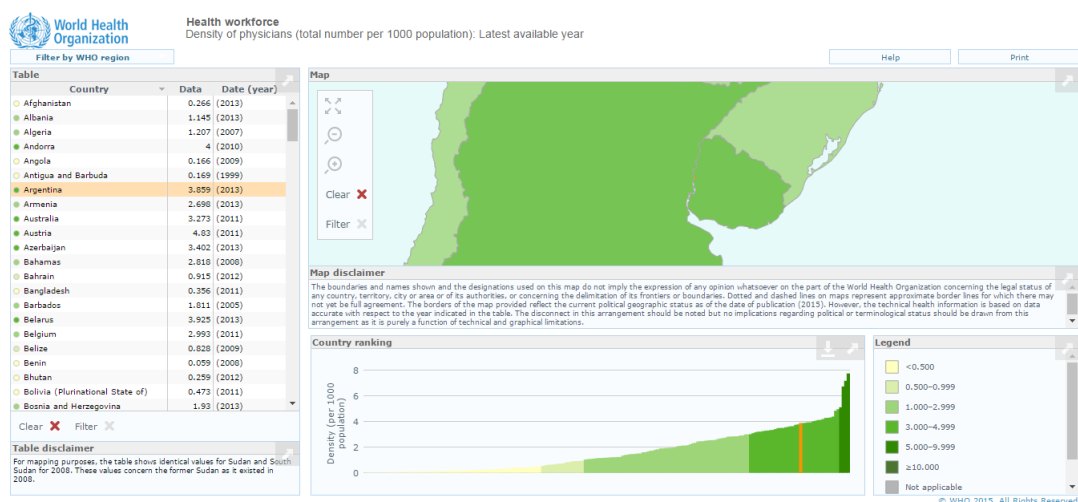 World Health
Organization
Health workforce
Density of physicians (total number per 1000 population): Latest available year
Filter by WHO region
Help
Print
Table
Country Data Date (year)
Afghanistan 0.266 (2013)
Albania 1.145 (2013)
Algeria 1.207 (2007)
Andorra 4 (2010)
Angola 0.166 (2009)
Antigua and Barbuda 0.169 (1999)
Argentina 3.859 (2013)
Armenia 2.698 (2013)
Australia 3.273 (2011)
Austria 4.83 (2011)
Azerbaijan 3.402 (2013)
Bahamas 2.818 (2008)
Bahrain 0.915 (2012)
Bangladesh 0.356 (2011)
Barbados 1.811 (2005)
Belarus 3.925 (2013)
Belgium 2.993 (2011)
Belize 0.828 (2009)
Benin 0.059 (2008)
Bhutan 0.259 (2012)
Bolivia (Plurinational State of) 0.473 (2011)
Bosnia and Herzegovina 1.93 (2013)
Clear Filter
Table disclaimer
For mapping purposes, the table shows identical values for Sudan and South
Sudan for 2008. These values concern the former Sudan as it existed in
2008.
Map
Clear
Filter
Map disclaimer
The boundaries and names shown and the designations used on this map do not imply the expression of any opinion whatsoever on the part of the World Health Organization concerning the legal status of
any country, territory, city or area or of its authorities, or concerning the delimitation of its frontiers or boundaries. Dotted and dashed lines on maps represent approximate border lines for which there may
not yet be full agreement. The borders of the map provided reflect the current political geographic status as of the date of publication (2015). However, the technical health information is based on data
accurate with respect to the year indicated in the table. The disconnect in this arrangement should be noted but no implications regarding political or terminological status should be drawn from this
arrangement as it is purely a function of technical and graphical limitations.
Country ranking
Density (per 1000
population)
8
6
4
2
0
Legend
<0.500
0.500–0.999
1.000–2.999
3.000–4.999
5.000–9.999
≥10.000
Not applicable
© WHO 2015. All Rights Reserved